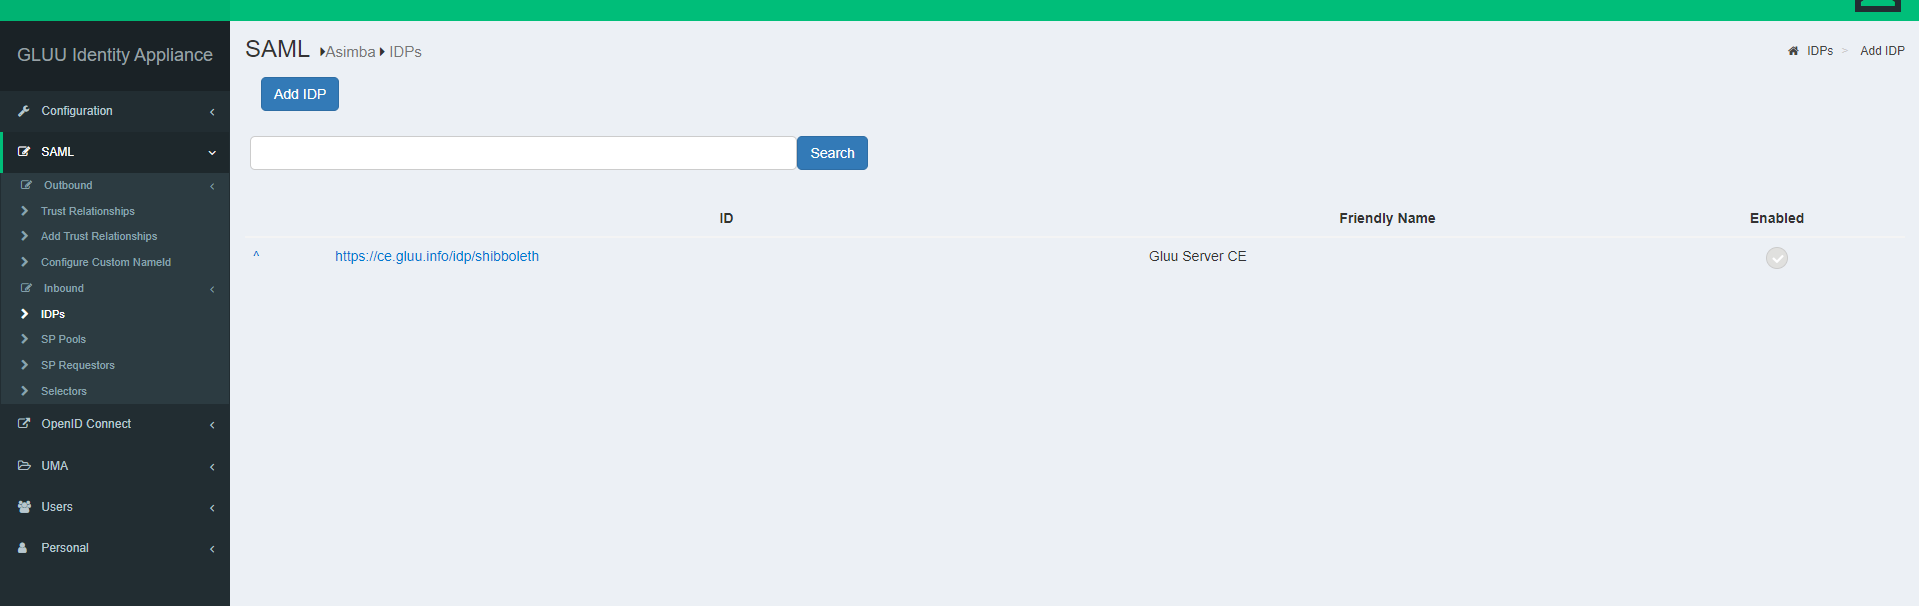 GLUU Identity Appliance
Configuration
SAML
Outbound
Trust Relationships
Add Trust Relationships
Configure Custom NameId
Inbound
IDPs
SP Pools
SP Requestors
Selectors
OpenID Connect
UMA
Users
Personal
SAML Asimba IDPs
IDPs > Add IDP
Add IDP
Search
ID Friendly Name Enabled
^ https://ce.gluu.info/idp/shibboleth Gluu Server CE